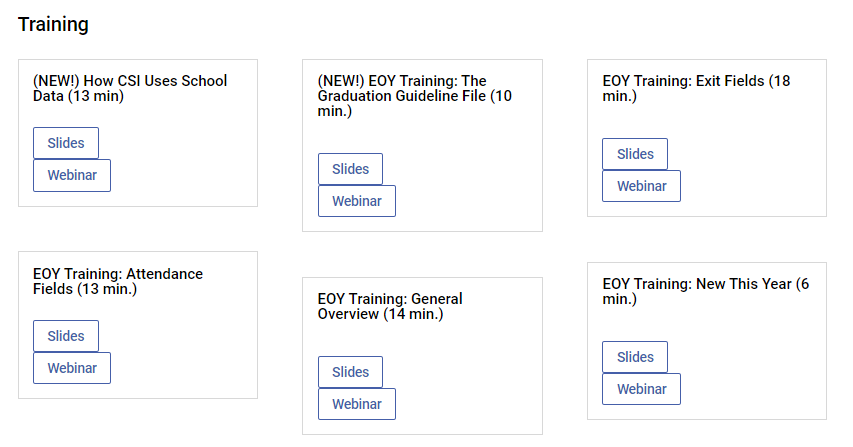 Training
(NEW!) How CSI Uses School
Data (13 min)
Slides
Webinar
(NEW!) EOY Training: The
Graduation Guideline File (10
min.)
Slides
Webinar
EOY Training: Exit Fields (18
min.)
Slides
Webinar
EOY Training: Attendance
Fields (13 min.)
Slides
Webinar
EOY Training: General
Overview (14 min.)
Slides
Webinar
EOY Training: New This Year (6
min.)
Slides
Webinar